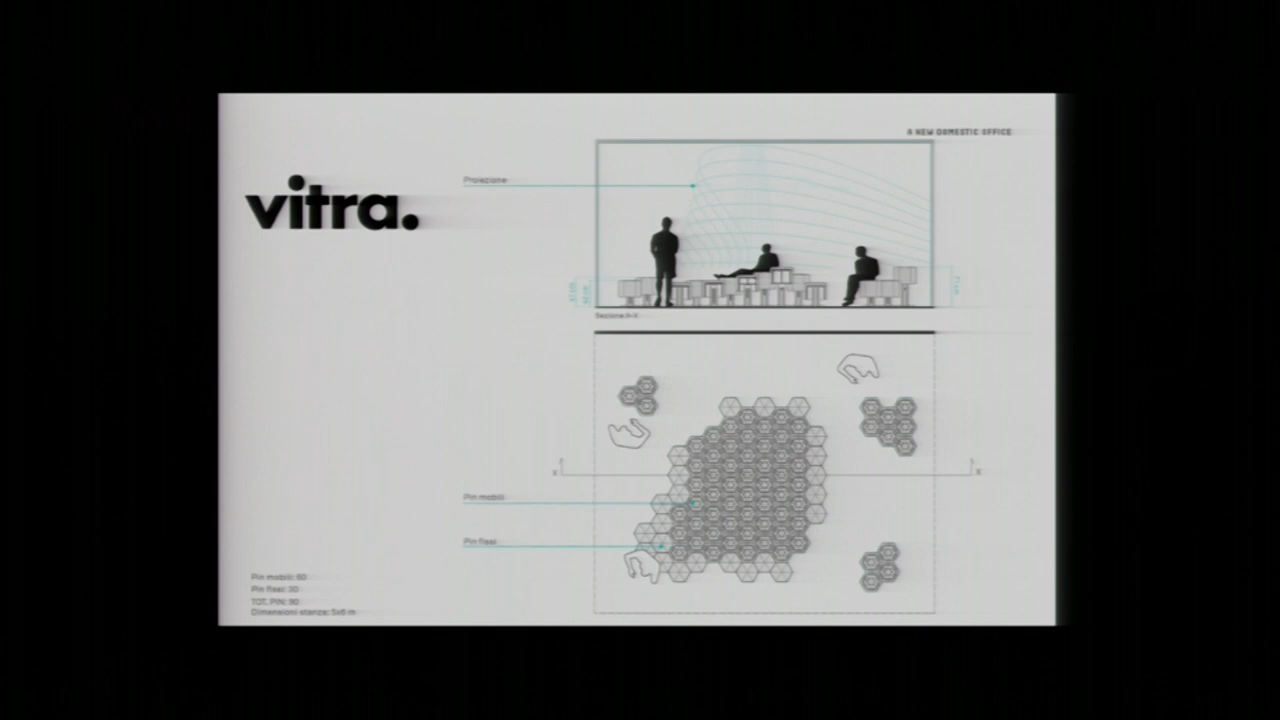 A NEW DOMESTIC OFFICE
vitra.
Proiezione
Sezione X-X
X
X
Pin mobili
Pin fissi
Pin mobili: 60
Pin fissi: 30
TOT. PIN: 90
Dimensioni stanza: 5x6 m